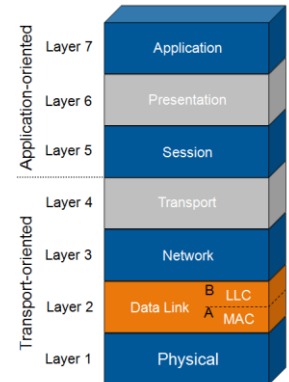 Application-oriented
Transport-oriented
Layer 7 Application
Layer 6 Presentation
Layer 5 Session
Layer 4 Transport
Layer 3 Network
Layer 2 Data Link B LLC
A MAC
Layer 1 Physical